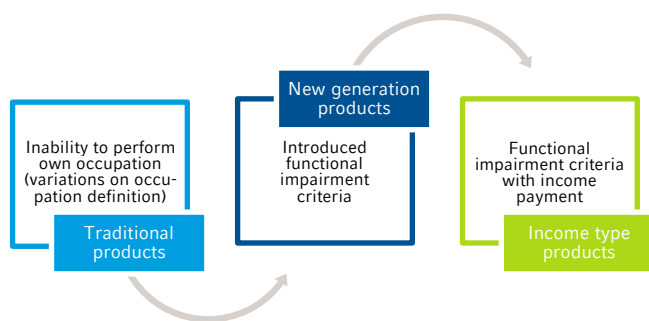 Inability to perform
own occupation
(variations on occu-
pation definition)
Traditional
products
New generation
products
Introduced
functional
impairment
criteria
Functional
impairment criteria
with income
payment
Income type
products